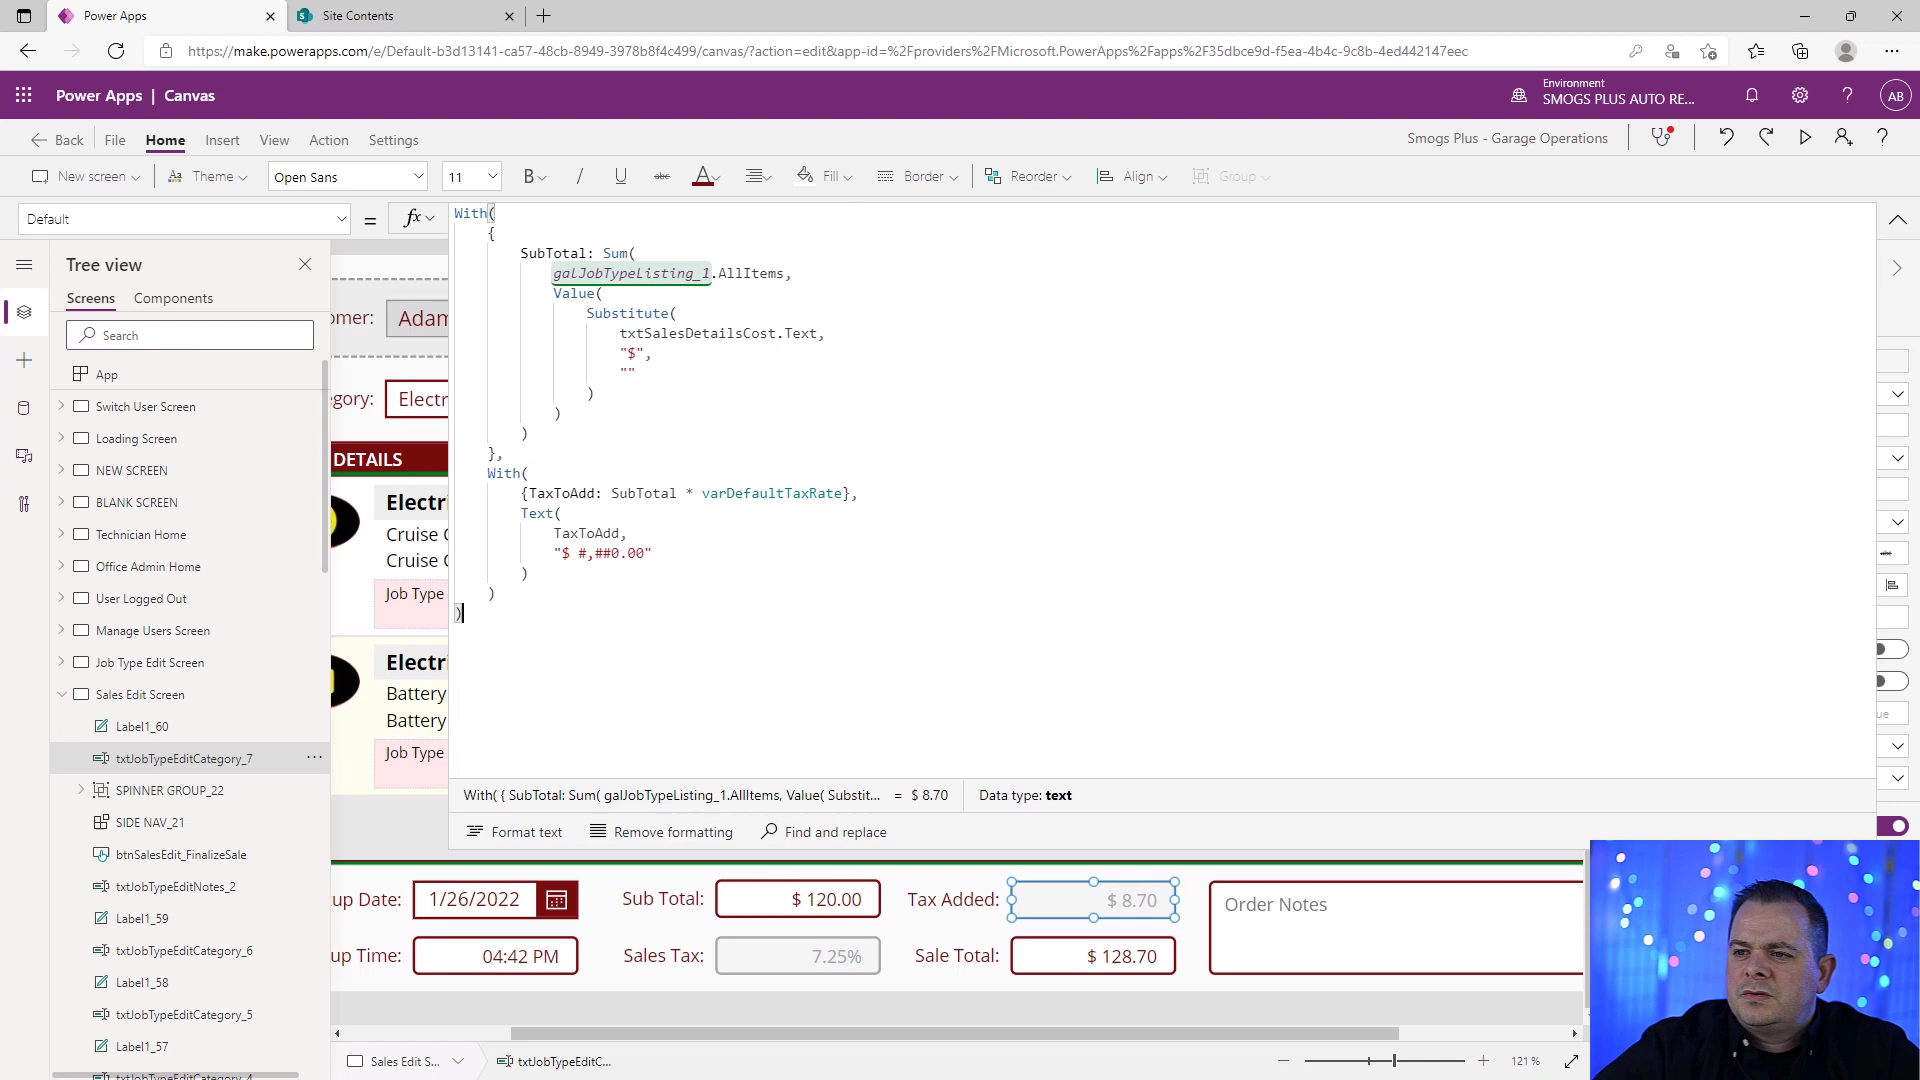 Power Apps
Site Contents
https://make.powerapps.com/e/Default-b3d13141-ca57-48cb-8949-3978b8f4c499/canvas/?action=edit&app-id=%2Fproviders%2FMicrosoft.PowerApps%2Fapps%2F35dbce9d-f5ea-4b4c-9c8b-4ed442147eec
Power Apps | Canvas
Environment
SMOGS PLUS AUTO RE...
AB
Back
File
Home
Insert
View
Action
Settings
Smogs Plus - Garage Operations
New screen
Theme
Open Sans
11
B
Fill
Border
Reorder
Align
Group
Default
=
fx
With(
{
SubTotal: Sum(
galJobTypeListing_1.AllItems,
Value(
Substitute(
txtSalesDetailsCost.Text,
"$",
""
)
)
)
},
With(
{TaxToAdd: SubTotal * varDefaultTaxRate},
Text(
TaxToAdd,
"$ #,##0.00"
)
)
)
With( { SubTotal: Sum( galJobTypeListing_1.AllItems, Value( Substit... = $ 8.70
Data type: text
Format text
Remove formatting
Find and replace
Tree view
Screens
Components
Search
App
Switch User Screen
Loading Screen
NEW SCREEN
BLANK SCREEN
Technician Home
Office Admin Home
User Logged Out
Manage Users Screen
Job Type Edit Screen
Sales Edit Screen
Label1_60
txtJobTypeEditCategory_7
SPINNER GROUP_22
SIDE NAV_21
btnSalesEdit_FinalizeSale
txtJobTypeEditNotes_2
Label1_59
txtJobTypeEditCategory_6
Label1_58
txtJobTypeEditCategory_5
Label1_57
txtJobTypeEditCategory_4
omer:
Adam
gory:
Electr
DETAILS
Electri
Cruise C
Cruise C
Job Type
Electri
Battery
Battery
Job Type
up Date:
1/26/2022
Sub Total:
$ 120.00
Tax Added:
$ 8.70
Order Notes
up Time:
04:42 PM
Sales Tax:
7.25%
Sale Total:
$ 128.70
ue
Sales Edit S...
txtJobTypeEditC...
121 %